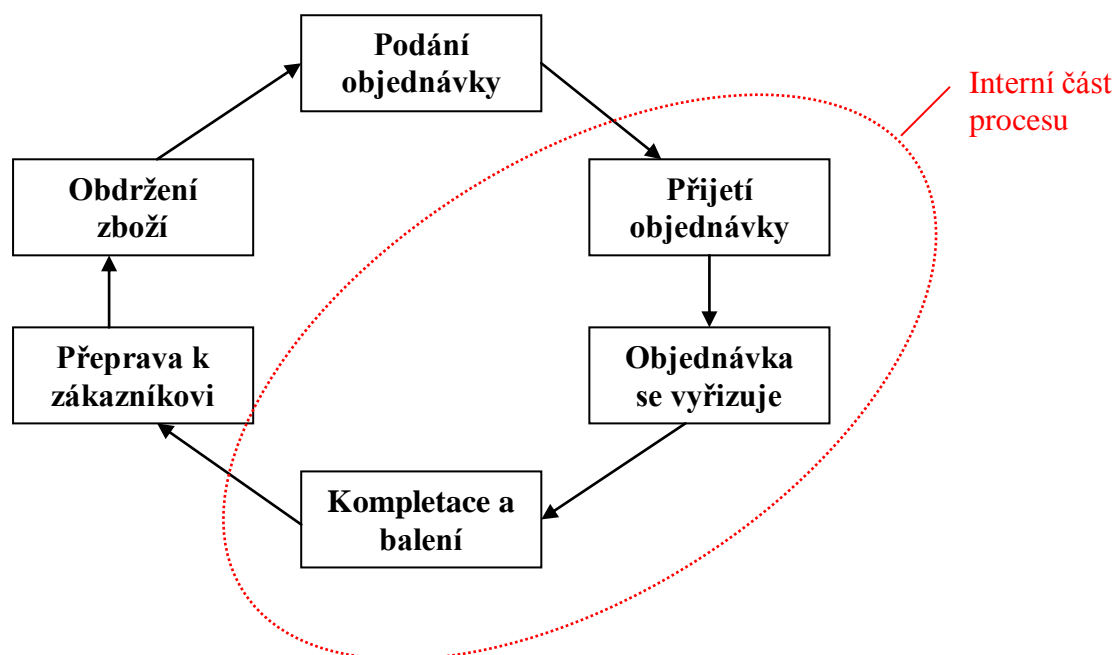 Podání
objednávky
Interní část
procesu
Přijetí
objednávky
Objednávka
se vyřizuje
Kompletace a
balení
Přeprava k
zákazníkovi
Obdržení
zboží